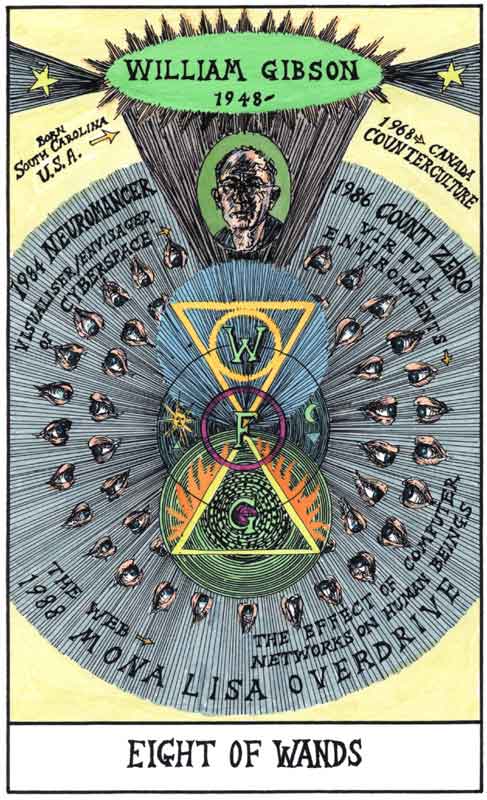 WILLIAM GIBSON
1948-
BORN
SOUTH CAROLINA
U.S.A.
1968 CANADA
COUNTERCULTURE
1984 NEUROMANCER
VISUALISER/ENVISAGER
OF CYBERSPACE
1986 COUNT ZERO
VIRTUAL
ENVIRONMENTS
W
F
G
THE WEB
1988 MONA LISA OVERDRIVE
THE EFFECT OF COMPUTER
NETWORKS ON HUMAN BEINGS
EIGHT OF WANDS